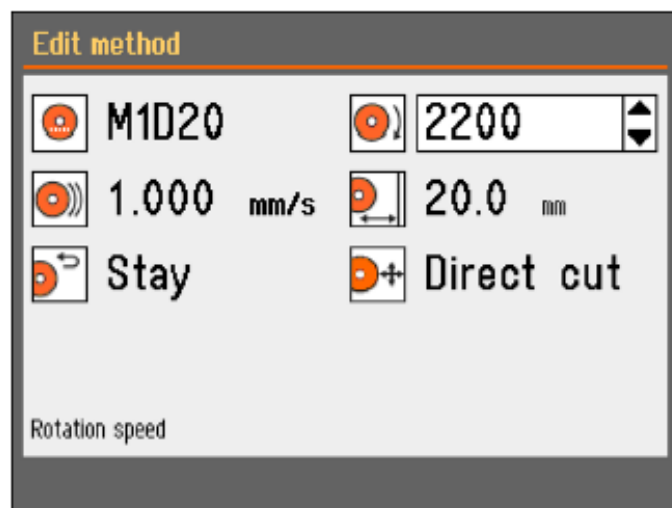 Edit method
M1D20 2200
1.000 mm/s 20.0 mm
Stay Direct cut
Rotation speed